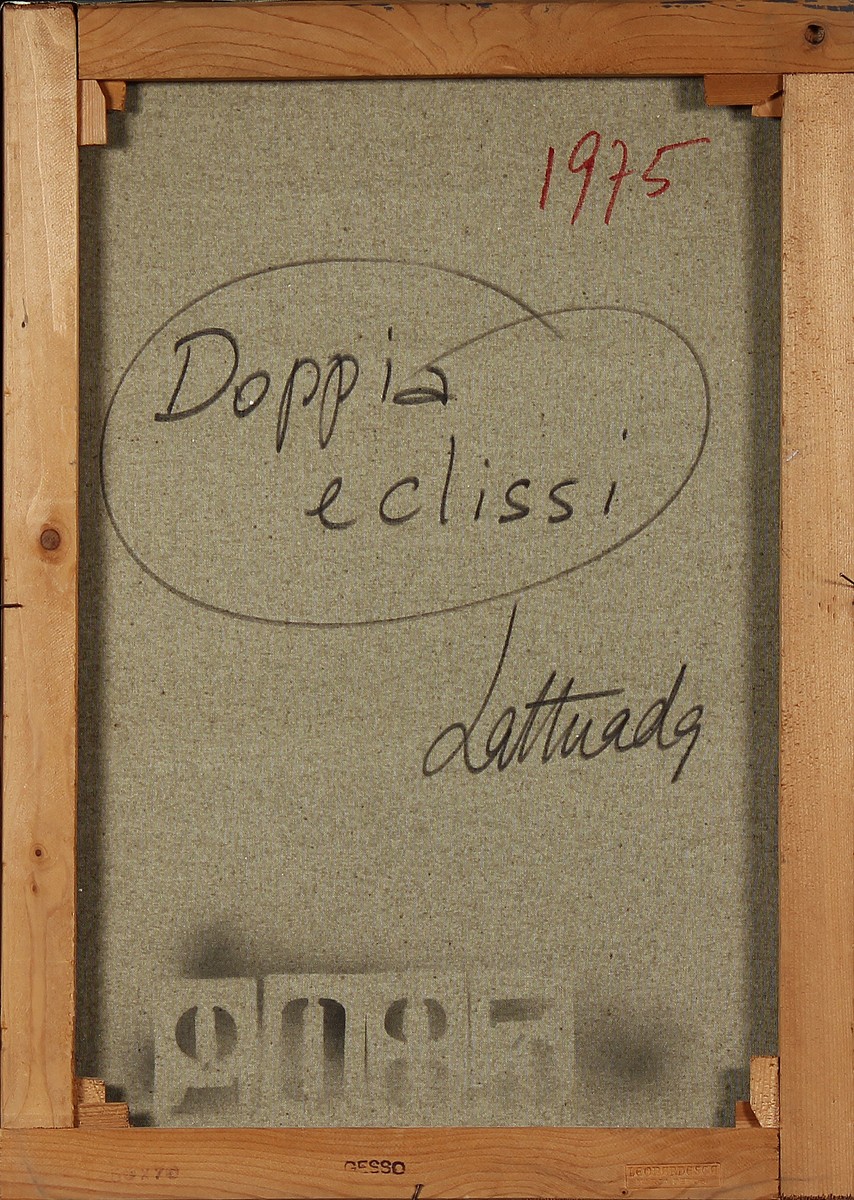 1975
Doppia
eclissi
Lattuada
GESSO